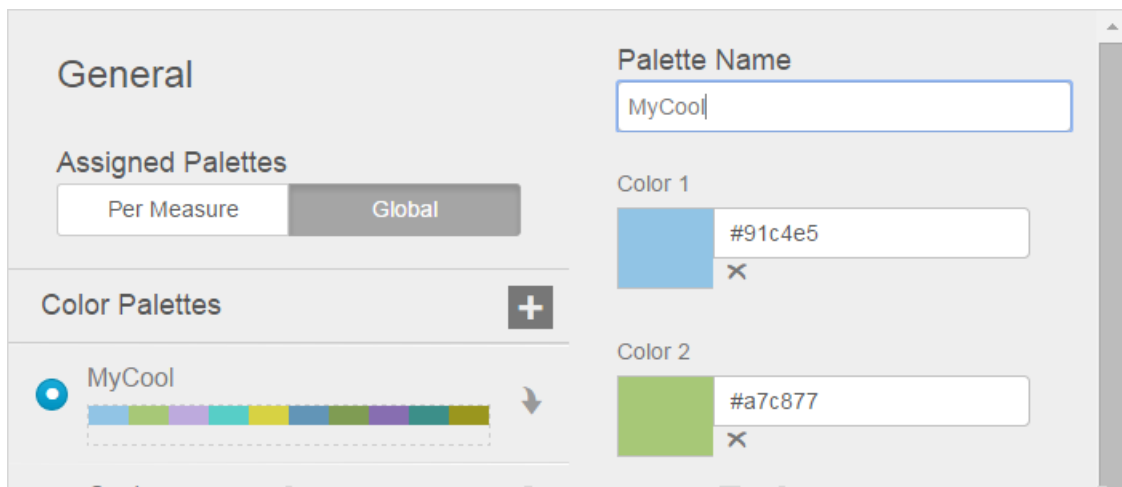 General
Assigned Palettes
Per Measure
Global
Color Palettes
MyCool
Palette Name
MyCool
Color 1
#91c4e5
Color 2
#a7c877